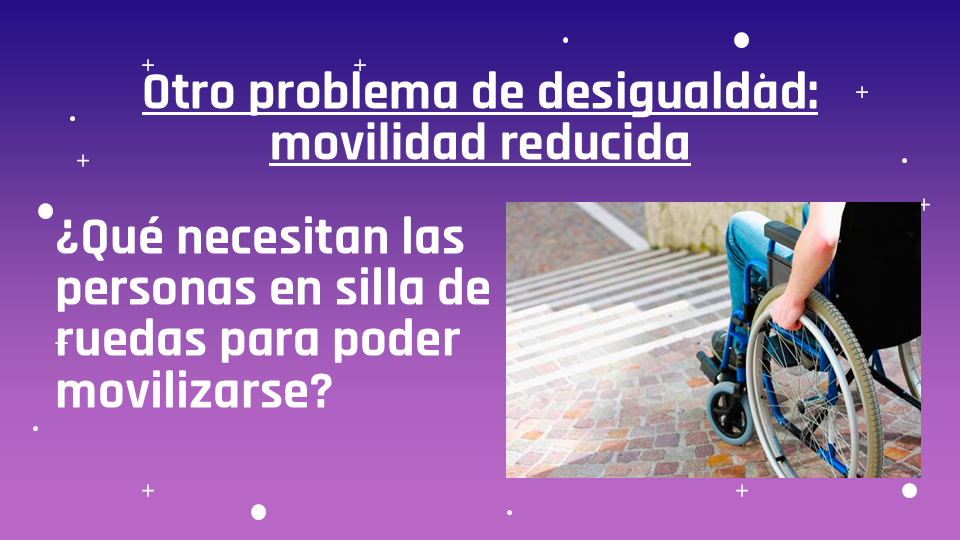 Otro problema de desigualdad:
movilidad reducida
¿Qué necesitan las
personas en silla de
ruedas para poder
movilizarse?